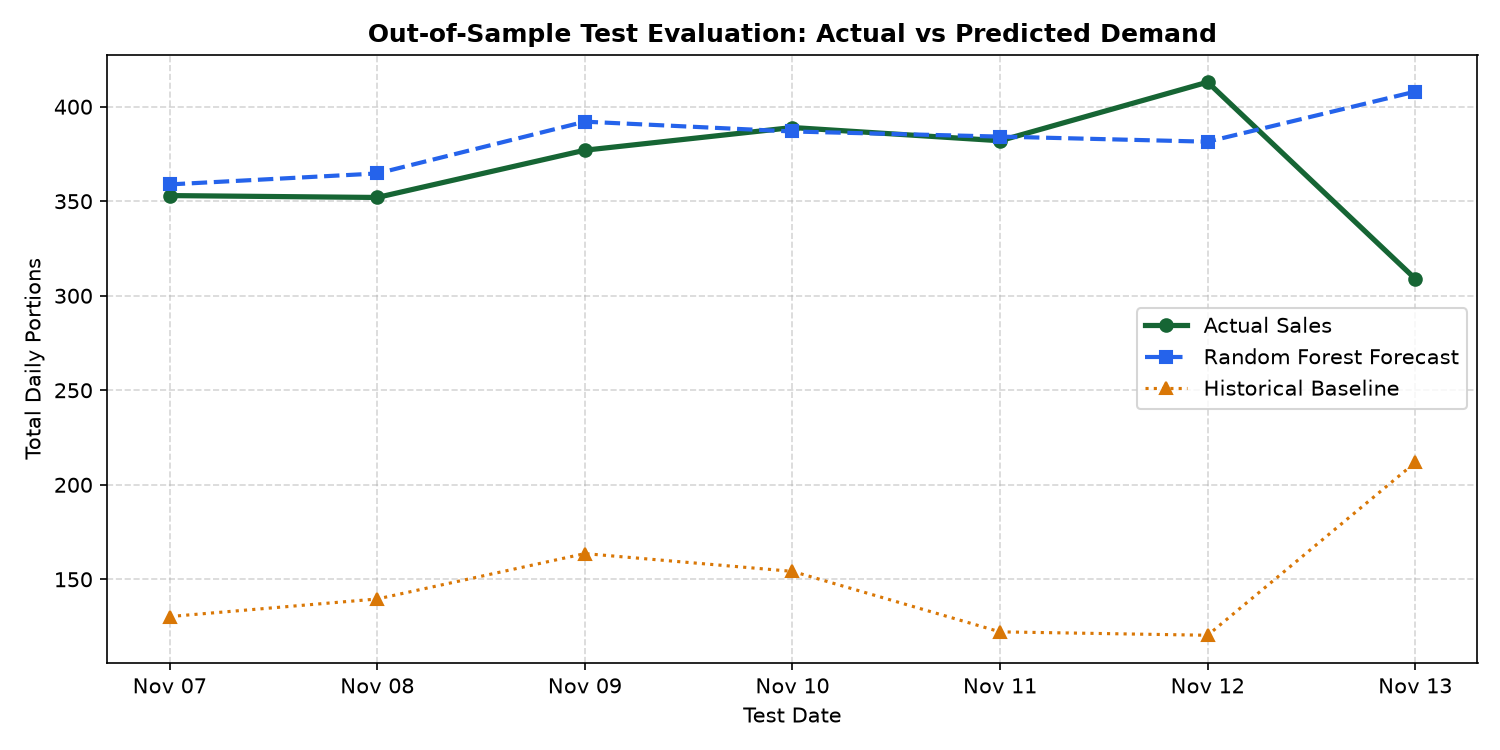 Out-of-Sample Test Evaluation: Actual vs Predicted Demand
Total Daily Portions
400
350
300
250
200
150
Actual Sales
Random Forest Forecast
Historical Baseline
Nov 07 Nov 08 Nov 09 Nov 10 Nov 11 Nov 12 Nov 13
Test Date